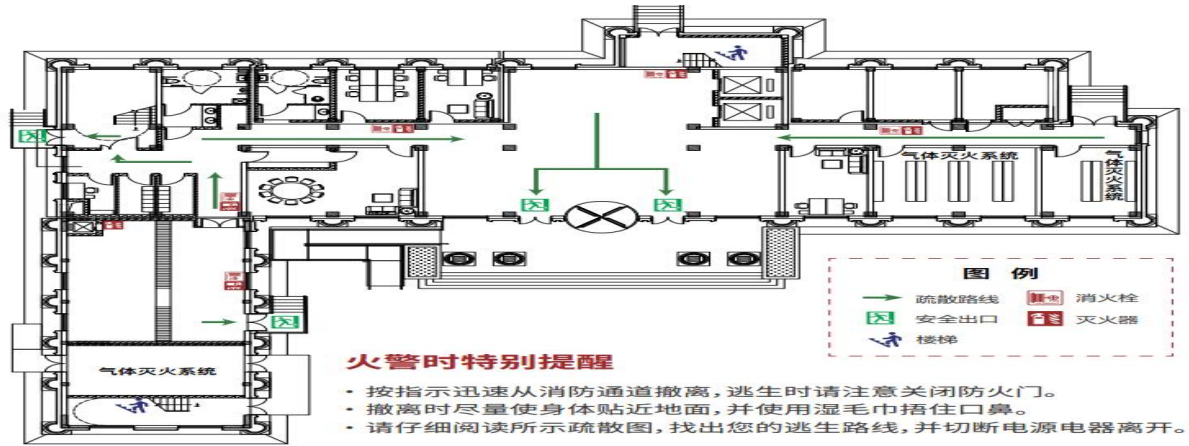 气体灭火系统
气体灭火系统
图 例
疏散路线
消火栓
安全出口
灭火器
楼梯
气体灭火系统
火警时特别提醒
· 按指示迅速从消防通道撤离,逃生时请注意关闭防火门。
· 撤离时尽量使身体贴近地面,并使用湿毛巾捂住口鼻。
· 请仔细阅读所示疏散图,找出您的逃生路线,并切断电源电器离开。